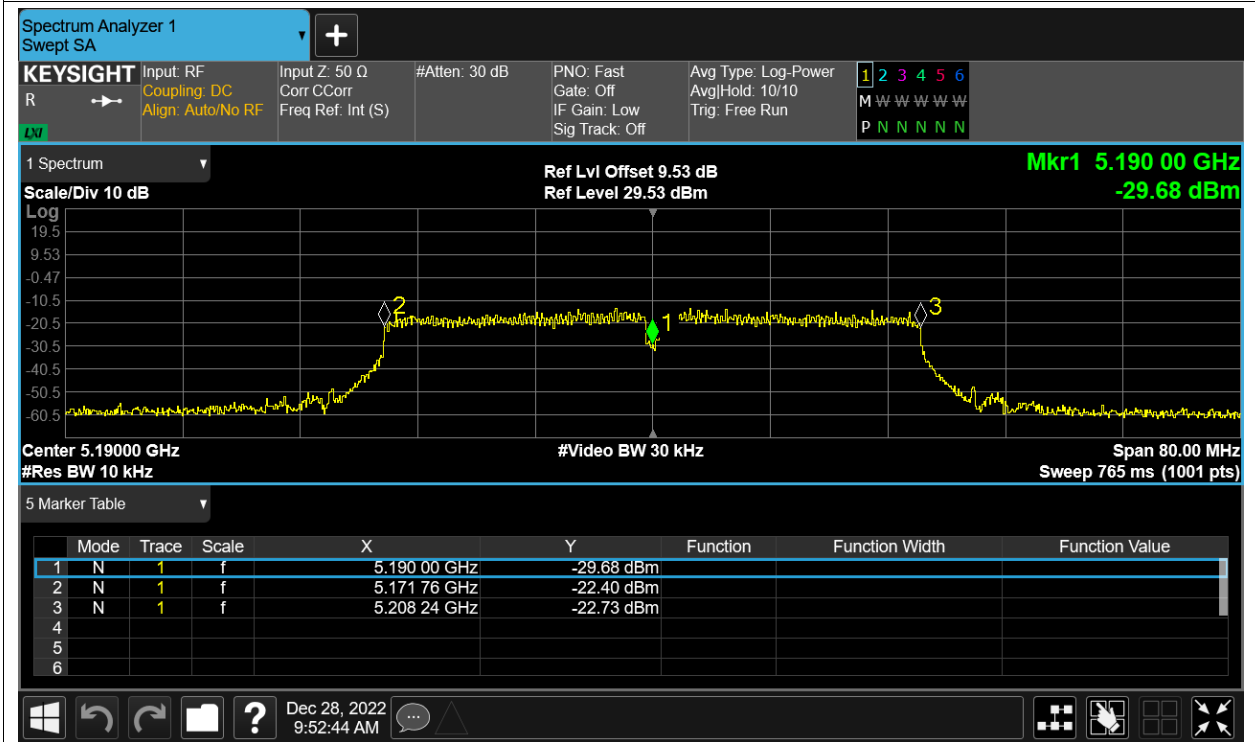 Spectrum Analyzer 1
Swept SA
KEYSIGHT
R
LXI
Input: RF
Coupling: DC
Align: Auto/No RF
Input Z: 50 Ω
Corr CCorr
Freq Ref: Int (S)
#Atten: 30 dB
PNO: Fast
Gate: Off
IF Gain: Low
Sig Track: Off
Avg Type: Log-Power
Avg|Hold: 10/10
Trig: Free Run
1 2 3 4 5 6
M W W W W W
P N N N N N
1 Spectrum
Scale/Div 10 dB
Ref Lvl Offset 9.53 dB
Ref Level 29.53 dBm
Mkr1 5.190 00 GHz
-29.68 dBm
Log
19.5
9.53
-0.47
-10.5
-20.5
-30.5
-40.5
-50.5
-60.5
2
1
3
Center 5.19000 GHz
#Video BW 30 kHz
Span 80.00 MHz
#Res BW 10 kHz
Sweep 765 ms (1001 pts)
5 Marker Table
Mode Trace Scale X Y Function Function Width Function Value
1 N 1 f 5.190 00 GHz -29.68 dBm
2 N 1 f 5.171 76 GHz -22.40 dBm
3 N 1 f 5.208 24 GHz -22.73 dBm
4
5
6
?
Dec 28, 2022
9:52:44 AM